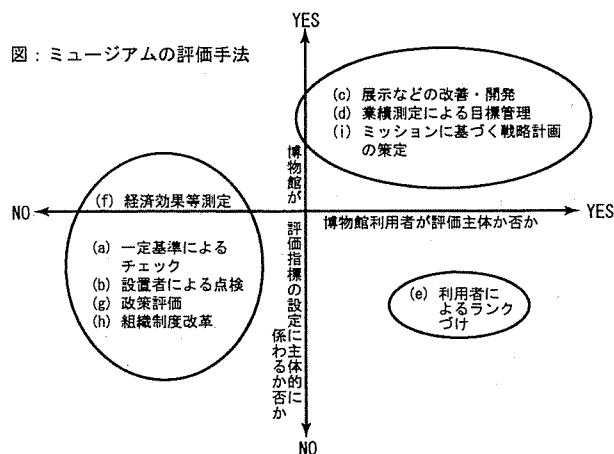 図：ミュージアムの評価手法
YES
(c) 展示などの改善・開発
(d) 業績測定による目標管理
(i) ミッションに基づく戦略計画
の策定
博物館が
NO
(f) 経済効果等測定
博物館利用者が評価主体か否か
YES
(a) 一定基準による
チェック
(b) 設置者による点検
(g) 政策評価
(h) 組織制度改革
評価指標の設定に主体的に
係わるか否か
(e) 利用者に
よるランク
づけ
NO